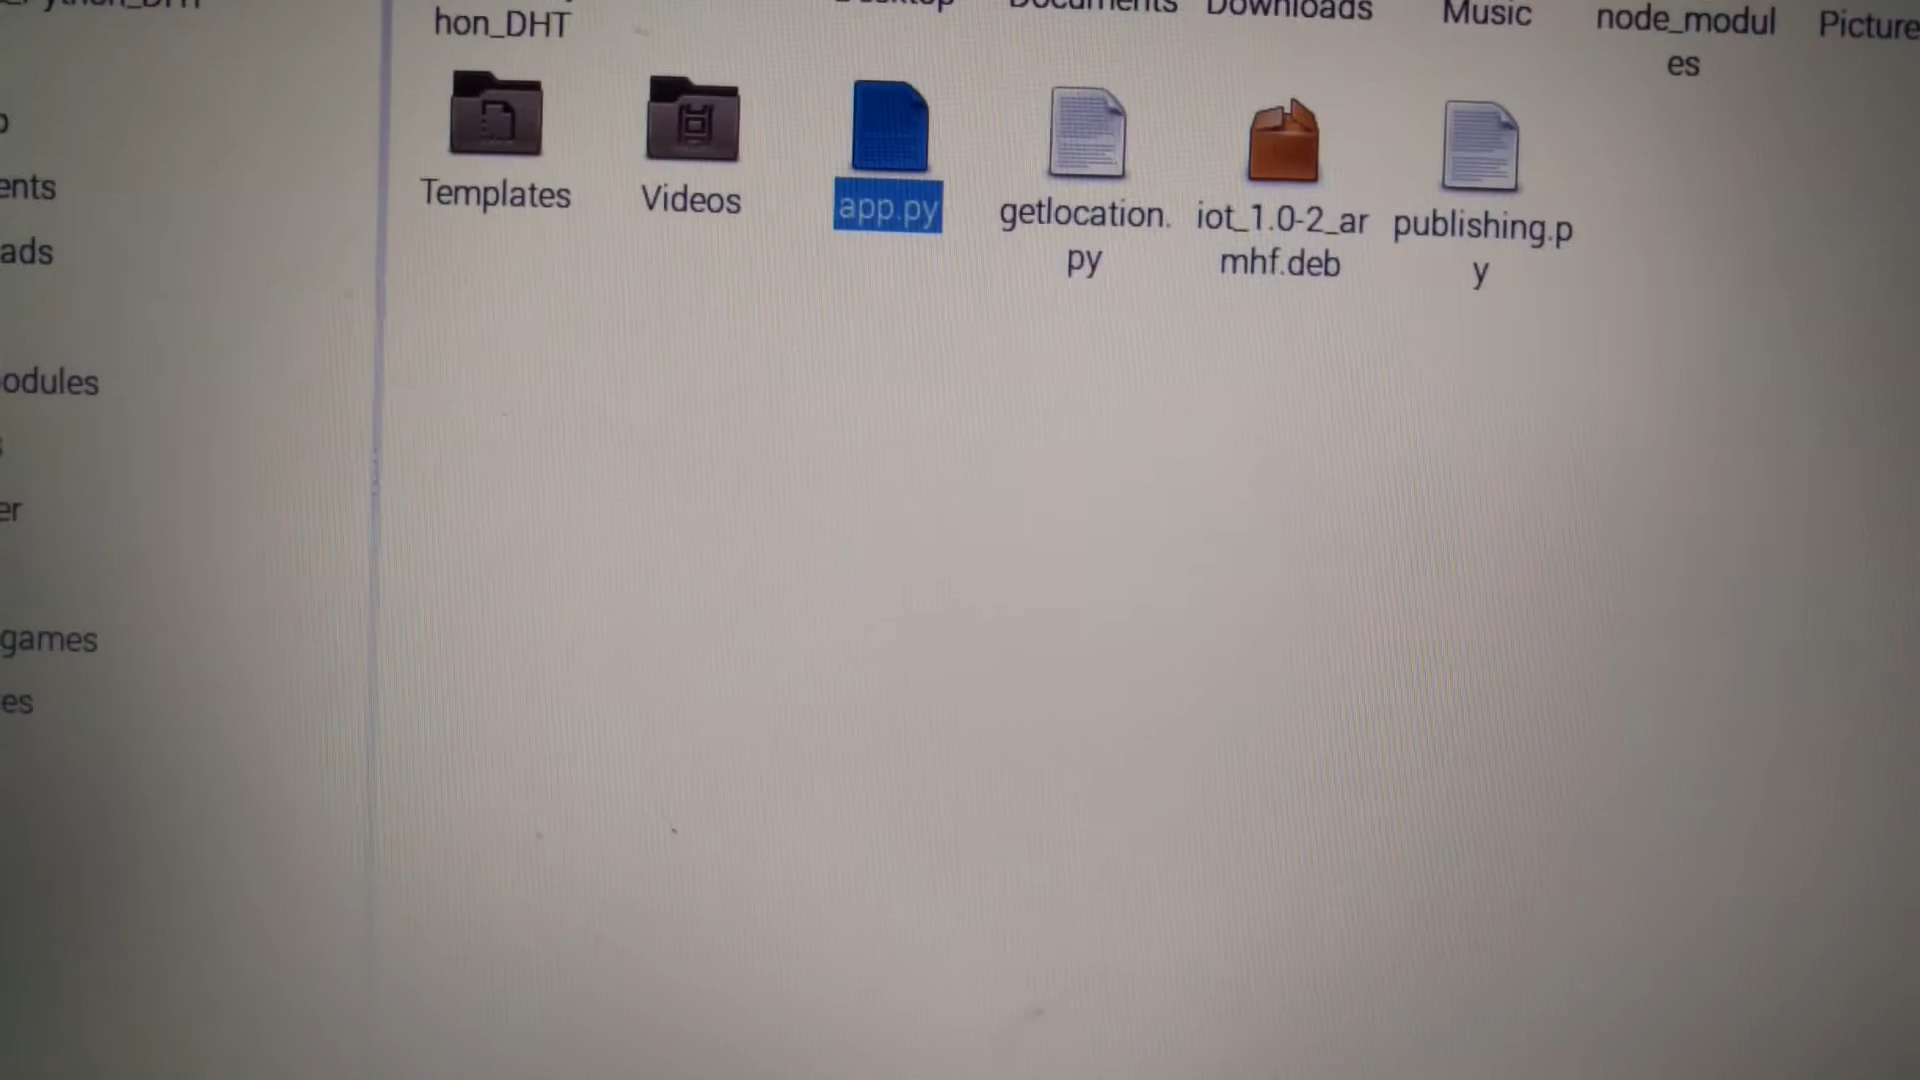 hon_DHT
Documents
Downloads
Music
node_modul
es
Picture
Templates
Videos
app.py
getlocation.
py
iot_1.0-2_ar
mhf.deb
publishing.p
y
ents
ads
odules
er
games
es